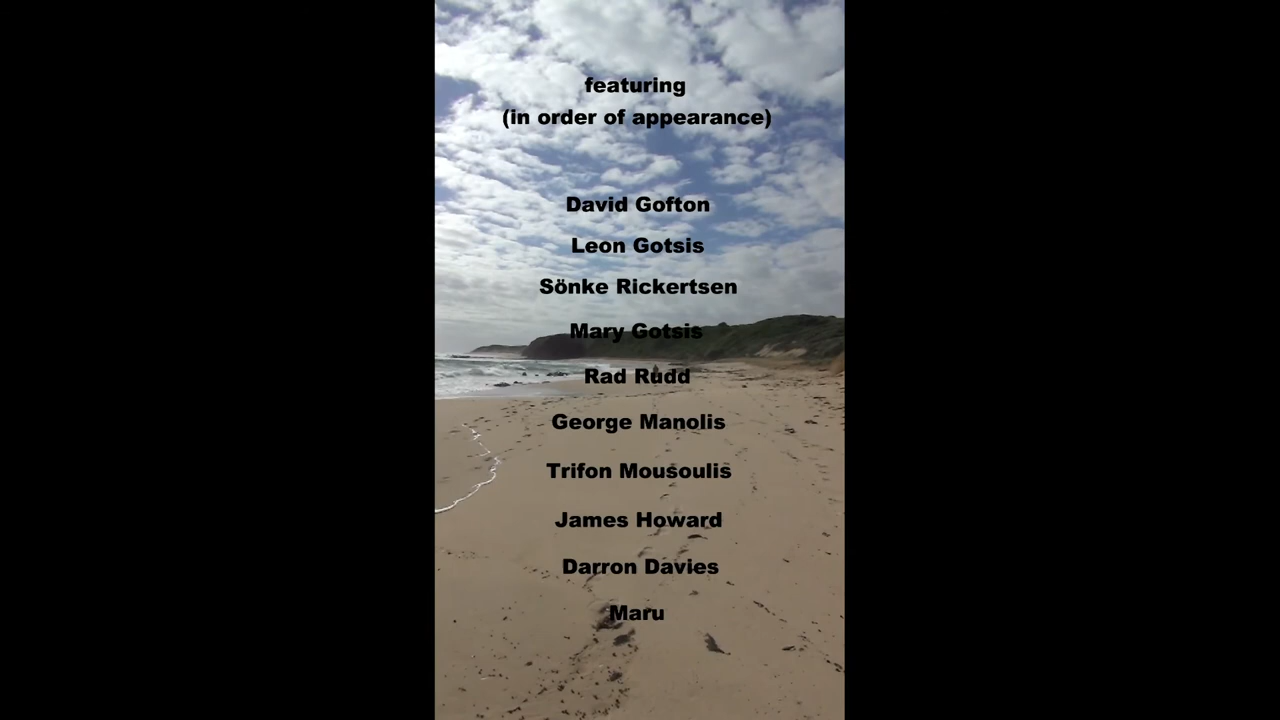 featuring
(in order of appearance)
David Gofton
Leon Gotsis
Sönke Rickertsen
Mary Gotsis
Rad Rudd
George Manolis
Trifon Mousoulis
James Howard
Darron Davies
Maru